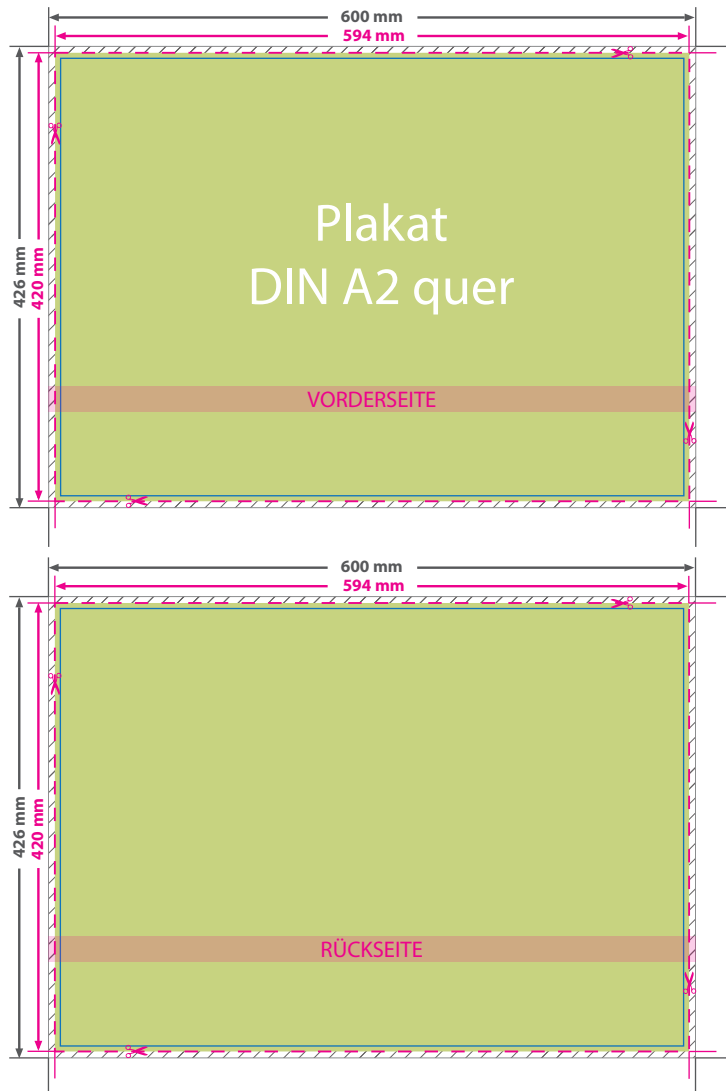 600 mm
594 mm
426 mm
420 mm
Plakat
DIN A2 quer
VORDERSEITE
600 mm
594 mm
426 mm
420 mm
RÜCKSEITE